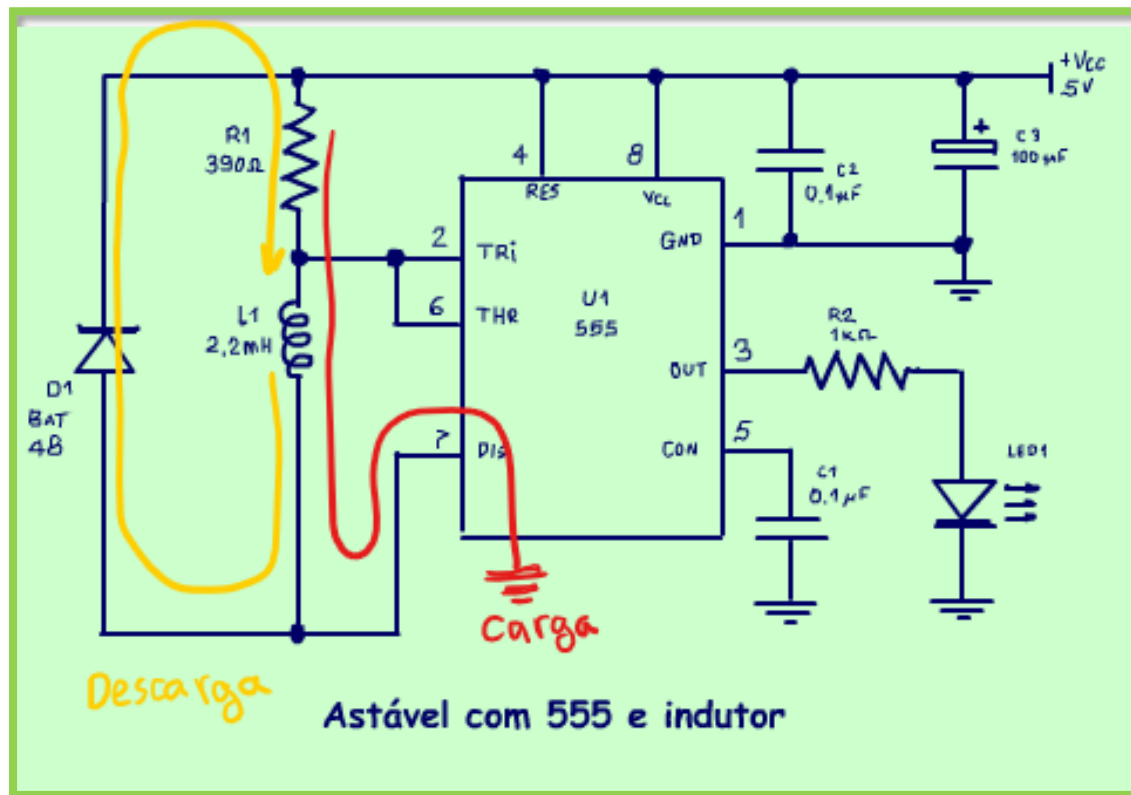 +Vcc
5V
R1
390Ω
4
8
RES
Vcc
C2
0.1µF
+
C3
100µF
2
TRi
GND
1
L1
2,2mH
6
THR
U1
555
R2
1kΩ
OUT
3
D1
BAT
48
7
DIS
CON
5
C1
0.1µF
LED1
Carga
Descarga
Astável com 555 e indutor